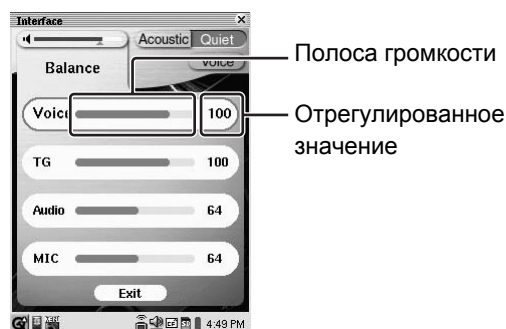 Interface
Acoustic Quiet
Balance
Voice
Voice 100
TG 100
Audio 64
MIC 64
Exit
4:49 PM
Полоса громкости
Отрегулированное
значение